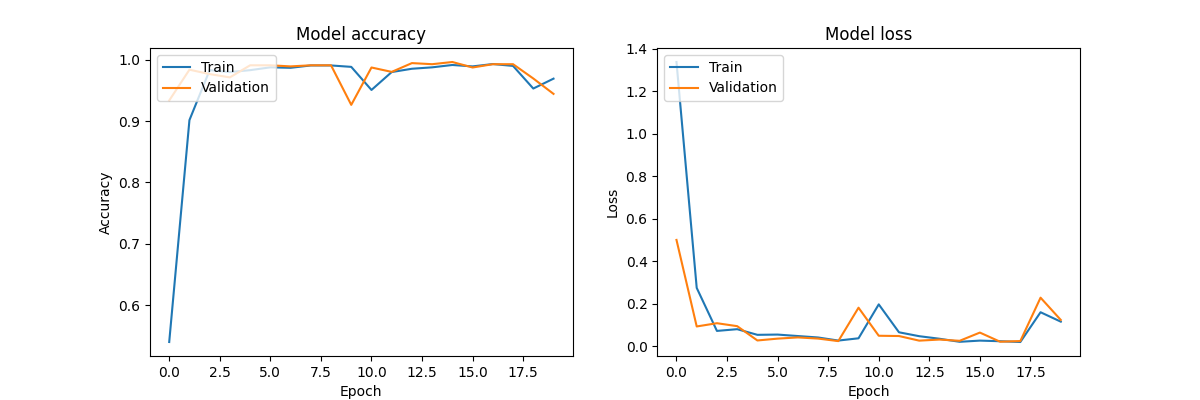 Model accuracy
Train
Validation
1.0
0.9
0.8
0.7
0.6
Accuracy
0.0 2.5 5.0 7.5 10.0 12.5 15.0 17.5
Epoch
Model loss
Train
Validation
1.4
1.2
1.0
0.8
0.6
0.4
0.2
0.0
Loss
0.0 2.5 5.0 7.5 10.0 12.5 15.0 17.5
Epoch